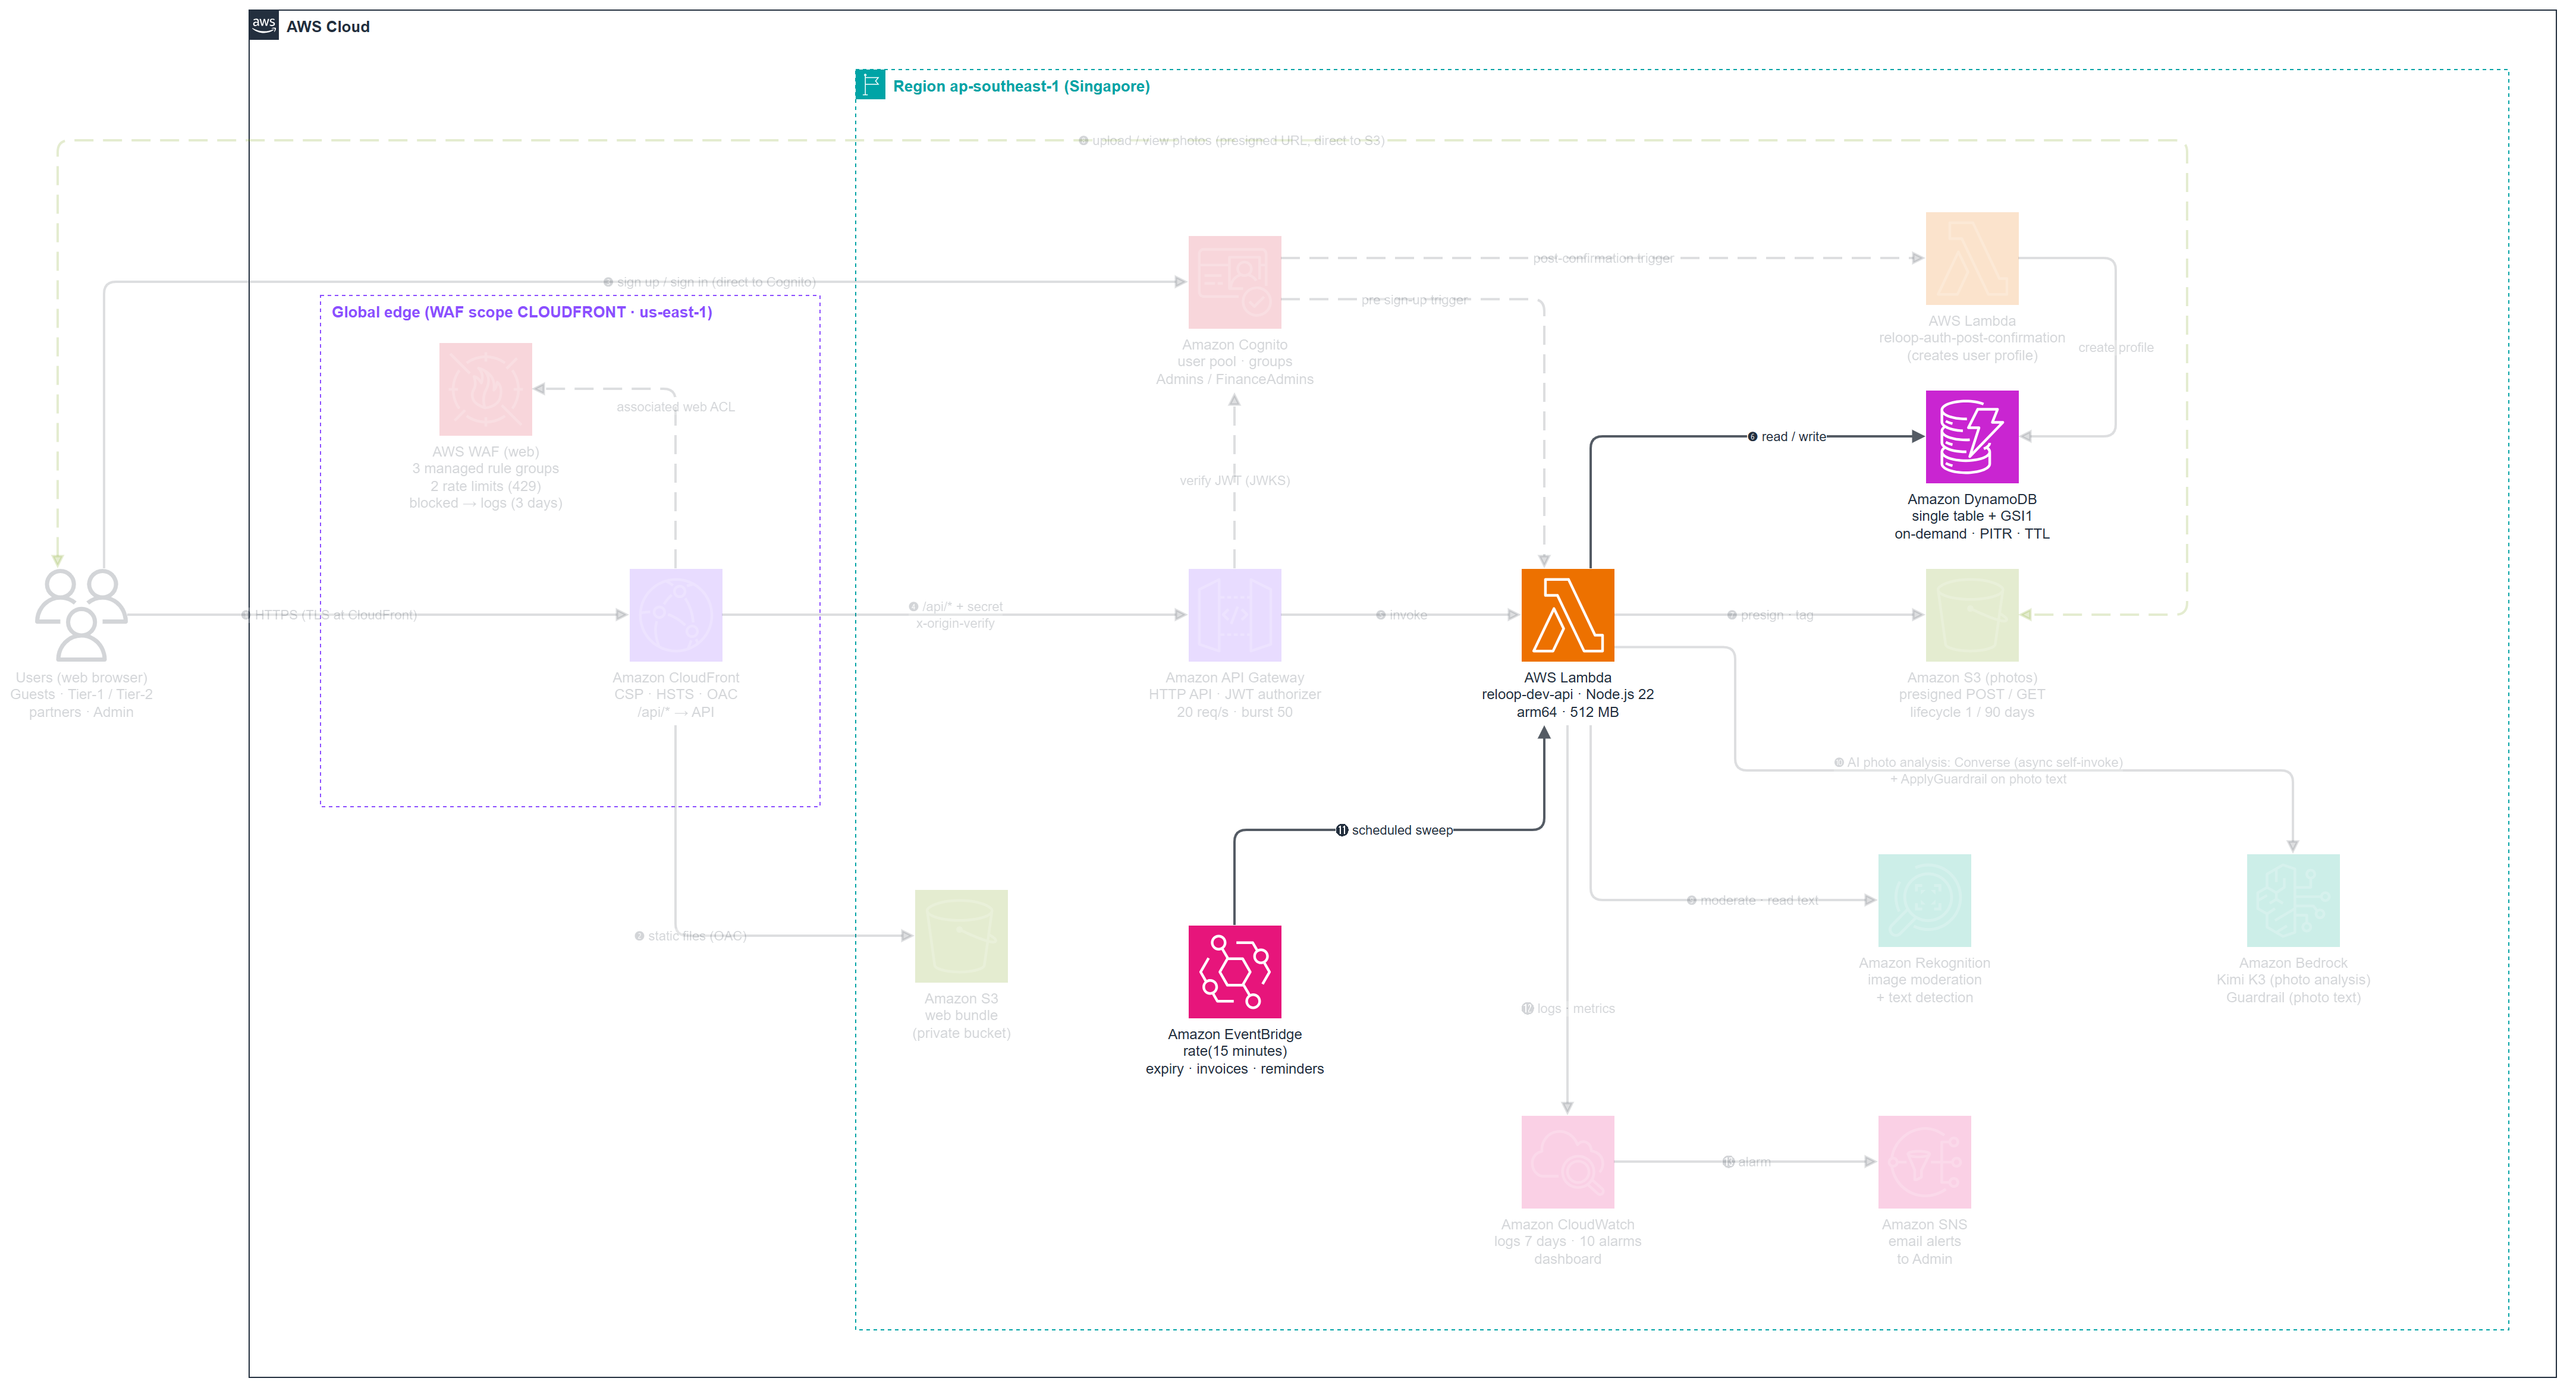 aws
AWS Cloud
Region ap-southeast-1 (Singapore)
❽ upload / view photos (presigned URL, direct to S3)
❸ sign up / sign in (direct to Cognito)
post-confirmation trigger
pre sign-up trigger
Global edge (WAF scope CLOUDFRONT · us-east-1)
AWS Lambda
reloop-auth-post-confirmation
(creates user profile)
create profile
Amazon Cognito
user pool · groups
Admins / FinanceAdmins
associated web ACL
AWS WAF (web)
3 managed rule groups
2 rate limits (429)
blocked → logs (3 days)
verify JWT (JWKS)
❻ read / write
Amazon DynamoDB
single table + GSI1
on-demand · PITR · TTL
HTTPS (TLS at CloudFront)
❹ /api/* + secret
x-origin-verify
❺ invoke
❼ presign · tag
Users (web browser)
Guests · Tier-1 / Tier-2
partners · Admin
Amazon CloudFront
CSP · HSTS · OAC
/api/* → API
Amazon API Gateway
HTTP API · JWT authorizer
20 req/s · burst 50
AWS Lambda
reloop-dev-api · Node.js 22
arm64 · 512 MB
Amazon S3 (photos)
presigned POST / GET
lifecycle 1 / 90 days
❿ AI photo analysis: Converse (async self-invoke)
+ ApplyGuardrail on photo text
⓫ scheduled sweep
❾ moderate · read text
❷ static files (OAC)
Amazon S3
web bundle
(private bucket)
Amazon EventBridge
rate(15 minutes)
expiry · invoices · reminders
Amazon Rekognition
image moderation
+ text detection
Amazon Bedrock
Kimi K3 (photo analysis)
Guardrail (photo text)
⓬ logs · metrics
⓭ alarm
Amazon CloudWatch
logs 7 days · 10 alarms
dashboard
Amazon SNS
email alerts
to Admin